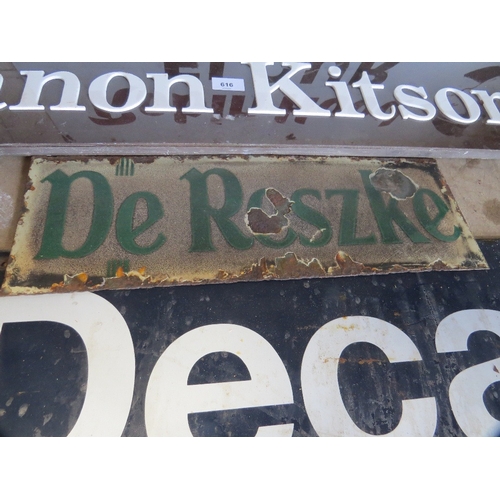 non-Kitson
616
De Reszke
Deca